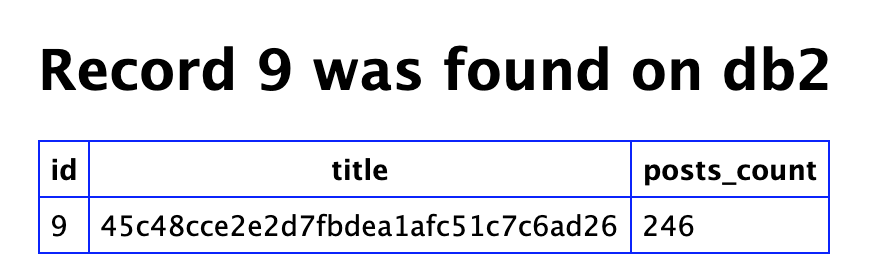 Record 9 was found on db2
id title posts_count
9 45c48cce2e2d7fbdea1afc51c7c6ad26 246